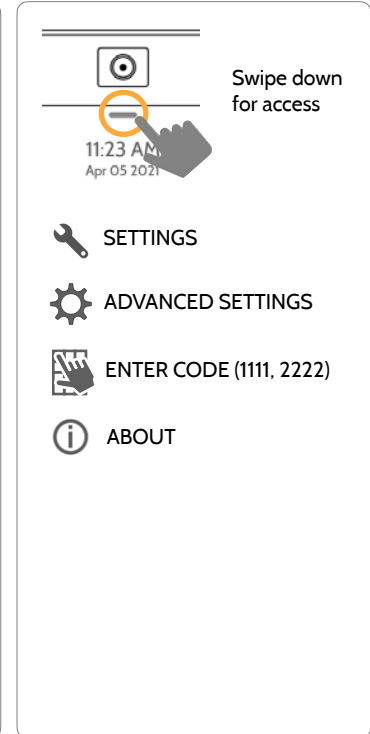 Swipe down
for access
11:23 AM
Apr 05 2021
SETTINGS
ADVANCED SETTINGS
ENTER CODE (1111, 2222)
ABOUT